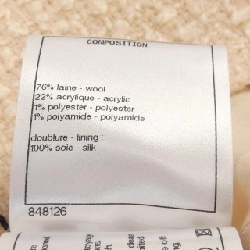 COMPOSITION
76% laine - wool
22% acrylique - acrylic
1% polyester - polyester
1% polyamide - polyamide
doublure - lining :
100% soie - silk
848126